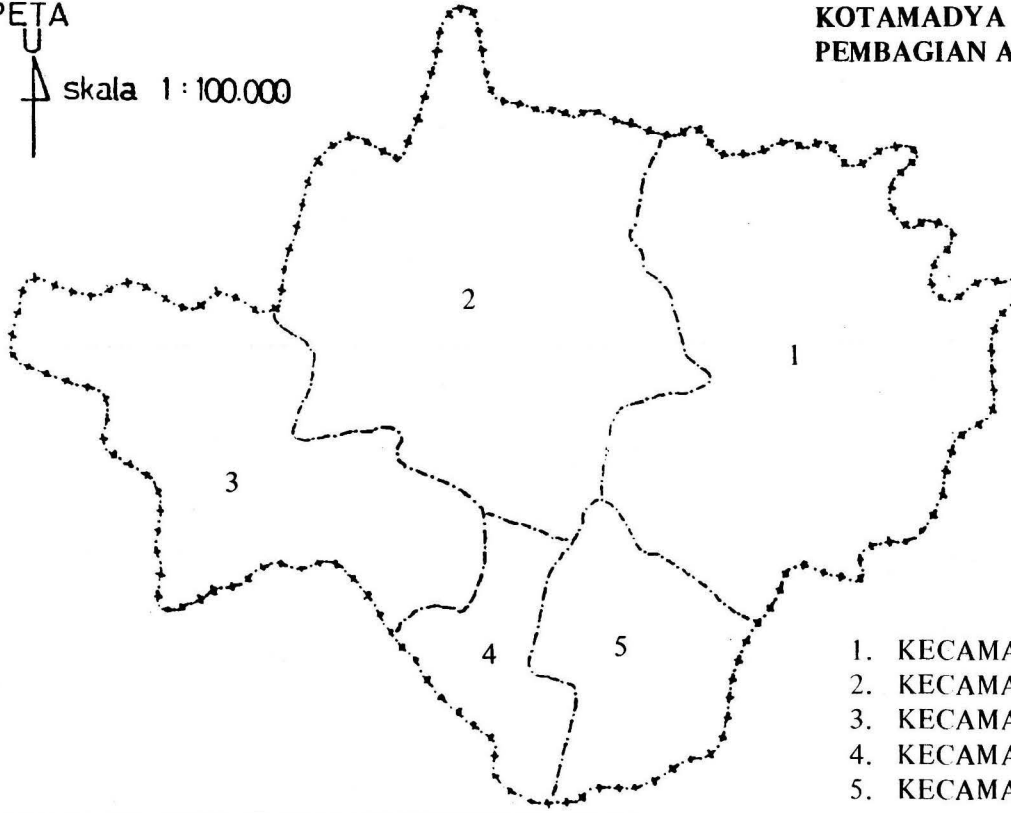 PETA
U
skala 1 : 100.000
KOTAMADYA
PEMBAGIAN A
2
1
3
4
5
1. KECAMA
2. KECAMA
3. KECAMA
4. KECAMA
5. KECAMA